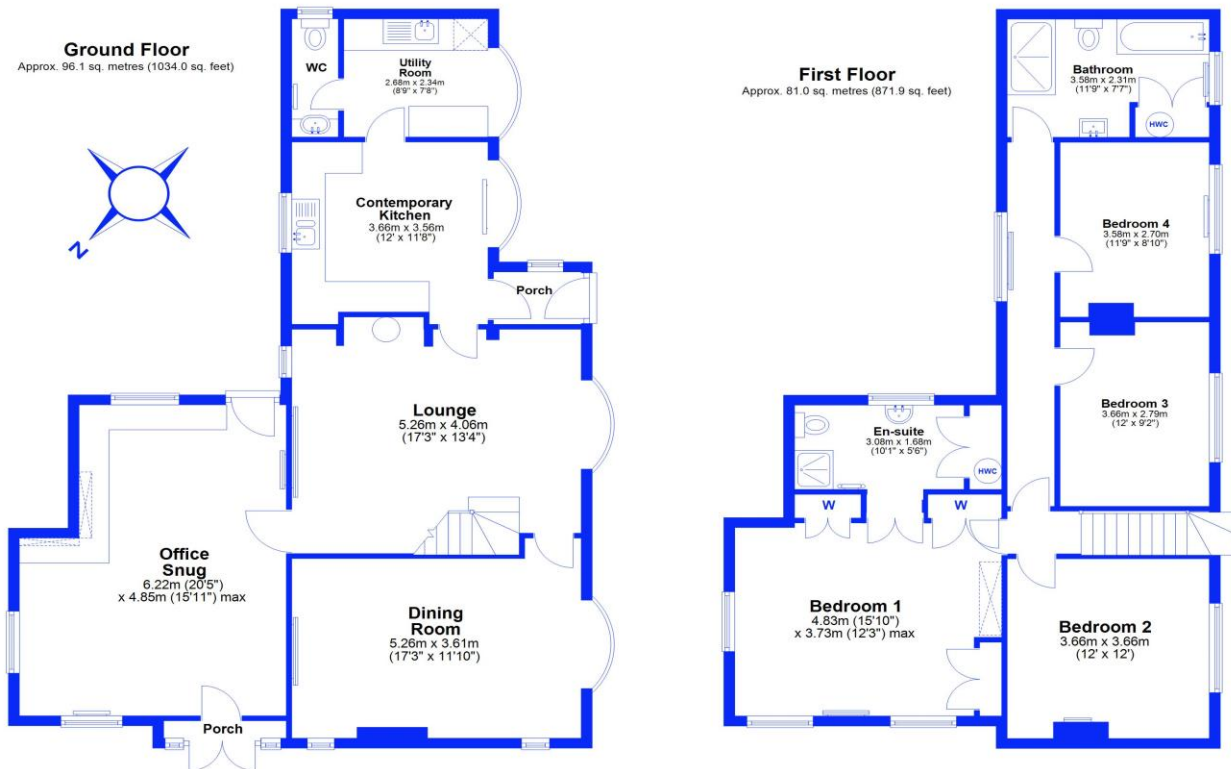 Ground Floor
Approx. 96.1 sq. metres (1034.0 sq. feet)
WC
Utility
Room
2.68m x 2.34m
(8'9" x 7'8")
Contemporary
Kitchen
3.66m x 3.56m
(12' x 11'8")
Porch
N
Lounge
5.26m x 4.06m
(17'3" x 13'4")
Office
Snug
6.22m (20'5")
x 4.85m (15'11") max
Dining
Room
5.26m x 3.61m
(17'3" x 11'10")
Porch
First Floor
Approx. 81.0 sq. metres (871.9 sq. feet)
Bathroom
3.58m x 2.31m
(11'9" x 7'7")
HWC
Bedroom 4
3.58m x 2.70m
(11'9" x 8'10")
Bedroom 3
3.66m x 2.79m
(12' x 9'2")
En-suite
3.08m x 1.68m
(10'1" x 5'6")
HWC
W
W
Bedroom 1
4.83m (15'10")
x 3.73m (12'3") max
Bedroom 2
3.66m x 3.66m
(12' x 12')